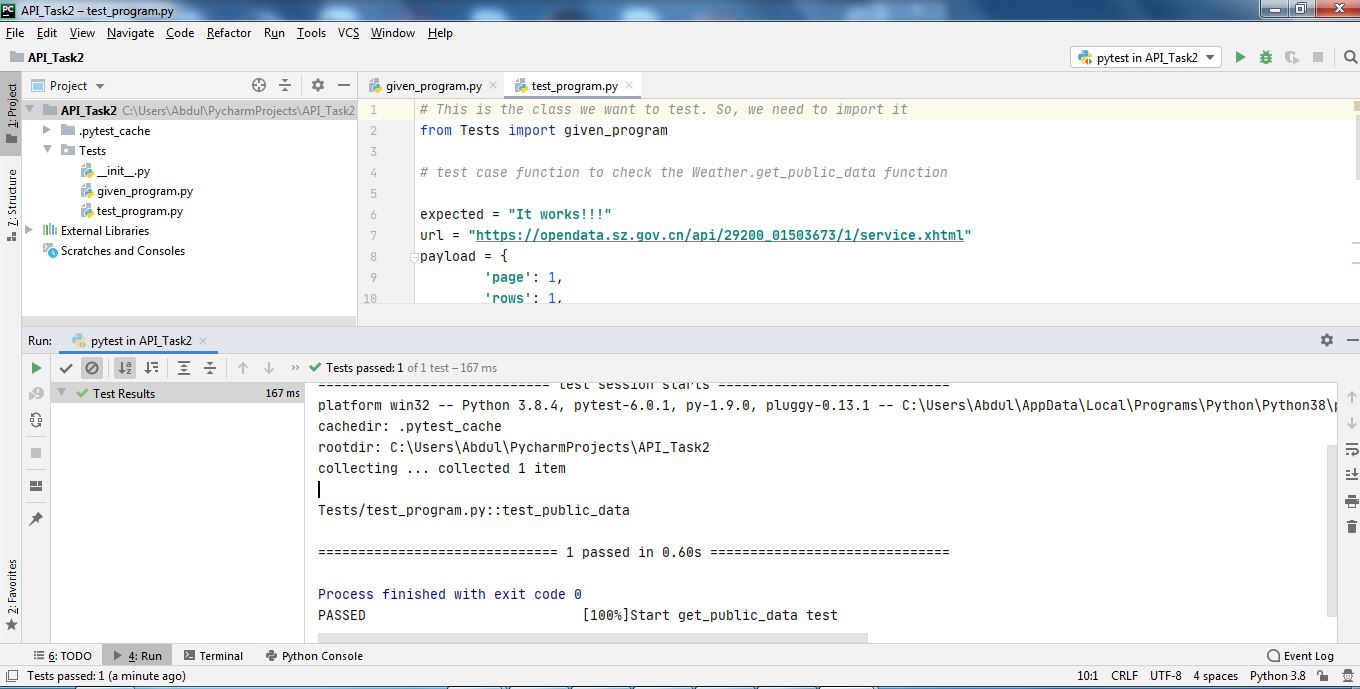 PC API_Task2 – test_program.py
File Edit View Navigate Code Refactor Run Tools VCS Window Help
API_Task2
pytest in API_Task2
1: Project
7: Structure
2: Favorites
Project
API_Task2 C:\Users\Abdul\PycharmProjects\API_Task2
.pytest_cache
Tests
__init__.py
given_program.py
test_program.py
External Libraries
Scratches and Consoles
given_program.py test_program.py
1 # This is the class we want to test. So, we need to import it
2 from Tests import given_program
3
4 # test case function to check the Weather.get_public_data function
5
6 expected = "It works!!!"
7 url = "https://opendata.sz.gov.cn/api/29200_01503673/1/service.xhtml"
8 payload = {
9 'page': 1,
10 'rows': 1,
Run: pytest in API_Task2
Tests passed: 1 of 1 test – 167 ms
Test Results 167 ms
============================= test session starts =============================
platform win32 -- Python 3.8.4, pytest-6.0.1, py-1.9.0, pluggy-0.13.1 -- C:\Users\Abdul\AppData\Local\Programs\Python\Python38\p
cachedir: .pytest_cache
rootdir: C:\Users\Abdul\PycharmProjects\API_Task2
collecting ... collected 1 item
Tests/test_program.py::test_public_data
============================== 1 passed in 0.60s ==============================
Process finished with exit code 0
PASSED [100%]Start get_public_data test
6: TODO 4: Run Terminal Python Console Event Log
Tests passed: 1 (a minute ago) 10:1 CRLF UTF-8 4 spaces Python 3.8